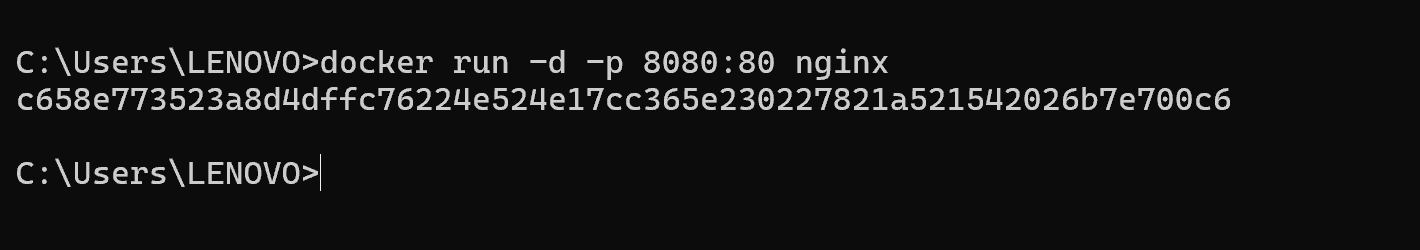 C:\Users\LENOVO>docker run -d -p 8080:80 nginx
c658e773523a8d4dffc76224e524e17cc365e230227821a521542026b7e700c6
C:\Users\LENOVO>